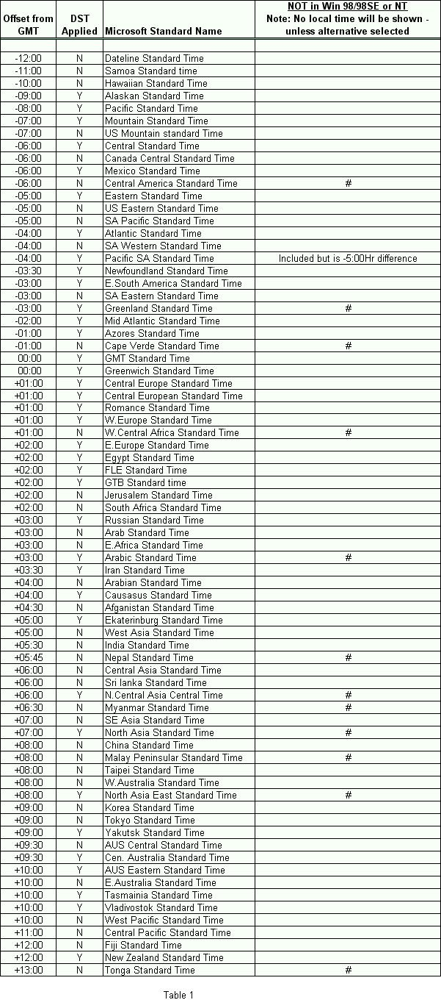 Offset from GMT DST Applied Microsoft Standard Name NOT in Win 98/98SE or NT
Note: No local time will be shown -
unless alternative selected
-12:00 N Dateline Standard Time
-11:00 N Samoa Standard time
-10:00 N Hawaiian Standard Time
-09:00 Y Alaskan Standard Time
-08:00 Y Pacific Standard Time
-07:00 Y Mountain Standard Time
-07:00 N US Mountain standard Time
-06:00 Y Central Standard Time
-06:00 N Canada Central Standard Time
-06:00 Y Mexico Standard Time
-06:00 N Central America Standard Time #
-05:00 Y Eastern Standard Time
-05:00 N US Eastern Standard Time
-05:00 N SA Pacific Standard Time
-04:00 Y Atlantic Standard Time
-04:00 N SA Western Standard Time
-04:00 Y Pacific SA Standard Time Included but is -5:00Hr difference
-03:30 Y Newfoundland Standard Time
-03:00 Y E.South America Standard Time
-03:00 N SA Eastern Standard Time
-03:00 Y Greenland Standard Time #
-02:00 Y Mid Atlantic Standard Time
-01:00 Y Azores Standard Time
-01:00 N Cape Verde Standard Time #
00:00 Y GMT Standard Time
00:00 Y Greenwich Standard Time
+01:00 Y Central Europe Standard Time
+01:00 Y Central European Standard Time
+01:00 Y Romance Standard Time
+01:00 Y W.Europe Standard Time
+01:00 N W.Central Africa Standard Time #
+02:00 Y E.Europe Standard Time
+02:00 Y Egypt Standard Time
+02:00 Y FLE Standard Time
+02:00 Y GTB Standard time
+02:00 N Jerusalem Standard Time
+02:00 N South Africa Standard Time
+03:00 Y Russian Standard Time
+03:00 N Arab Standard Time
+03:00 N E.Africa Standard Time
+03:00 Y Arabic Standard Time #
+03:30 Y Iran Standard Time
+04:00 N Arabian Standard Time
+04:00 Y Causasus Standard Time
+04:30 N Afganistan Standard Time
+05:00 Y Ekaterinburg Standard Time
+05:00 N West Asia Standard Time
+05:30 N India Standard Time
+05:45 N Nepal Standard Time #
+06:00 N Central Asia Standard Time
+06:00 N Sri lanka Standard Time
+06:00 Y N.Central Asia Central Time #
+06:30 N Myanmar Standard Time #
+07:00 N SE Asia Standard Time
+07:00 Y North Asia Standard Time #
+08:00 N China Standard Time
+08:00 N Malay Peninsular Standard Time #
+08:00 N Taipei Standard Time
+08:00 N W.Australia Standard Time
+08:00 Y North Asia East Standard Time #
+09:00 N Korea Standard Time
+09:00 N Tokyo Standard Time
+09:00 Y Yakutsk Standard Time
+09:30 N AUS Central Standard Time
+09:30 Y Cen. Australia Standard Time
+10:00 Y AUS Eastern Standard Time
+10:00 N E.Australia Standard Time
+10:00 Y Tasmainia Standard Time
+10:00 Y Vladivostok Standard Time
+10:00 N West Pacific Standard Time
+11:00 N Central Pacific Standard Time
+12:00 N Fiji Standard Time
+12:00 Y New Zealand Standard Time
+13:00 N Tonga Standard Time #
Table 1